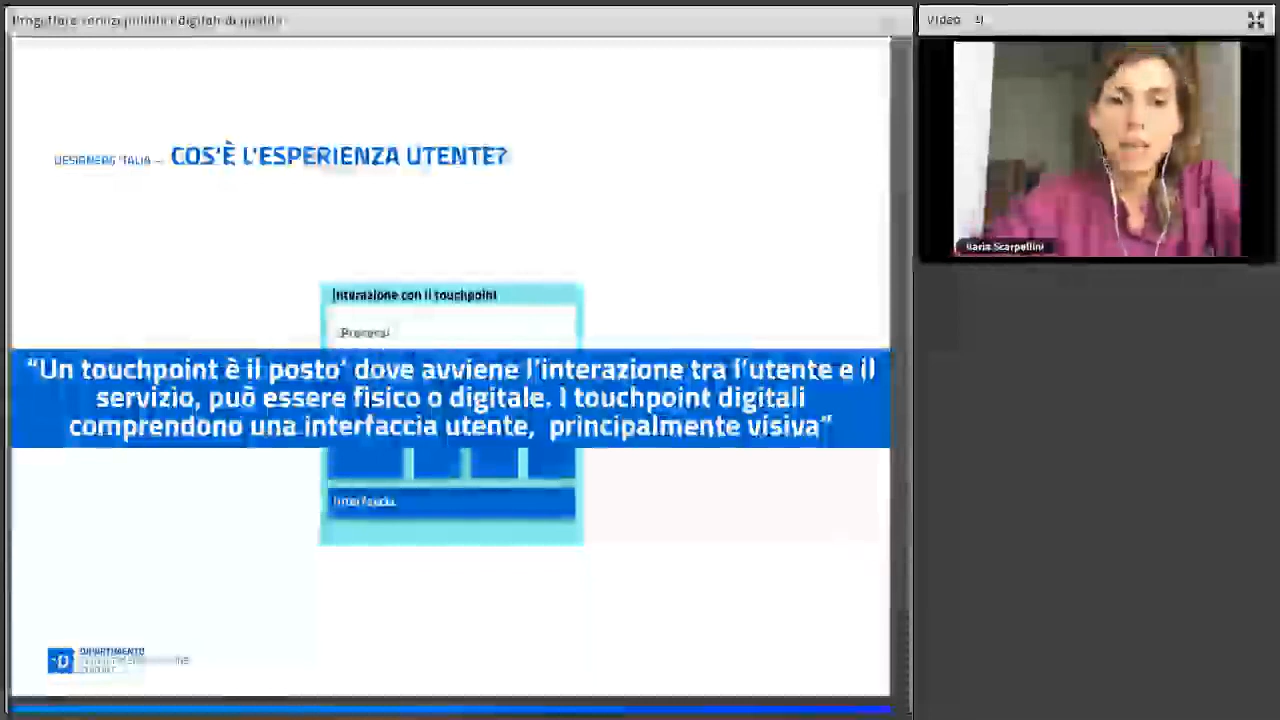 Progettare servizi pubblici digitali di qualità
Video
DESIGNERS ITALIA — COS'È L'ESPERIENZA UTENTE?
Ilaria Scarpellini
Interazione con il touchpoint
Processi
“Un touchpoint è il posto’ dove avviene l’interazione tra l’utente e il
servizio, può essere fisico o digitale. I touchpoint digitali
comprendono una interfaccia utente, principalmente visiva”
Interfaccia
DIPARTIMENTO